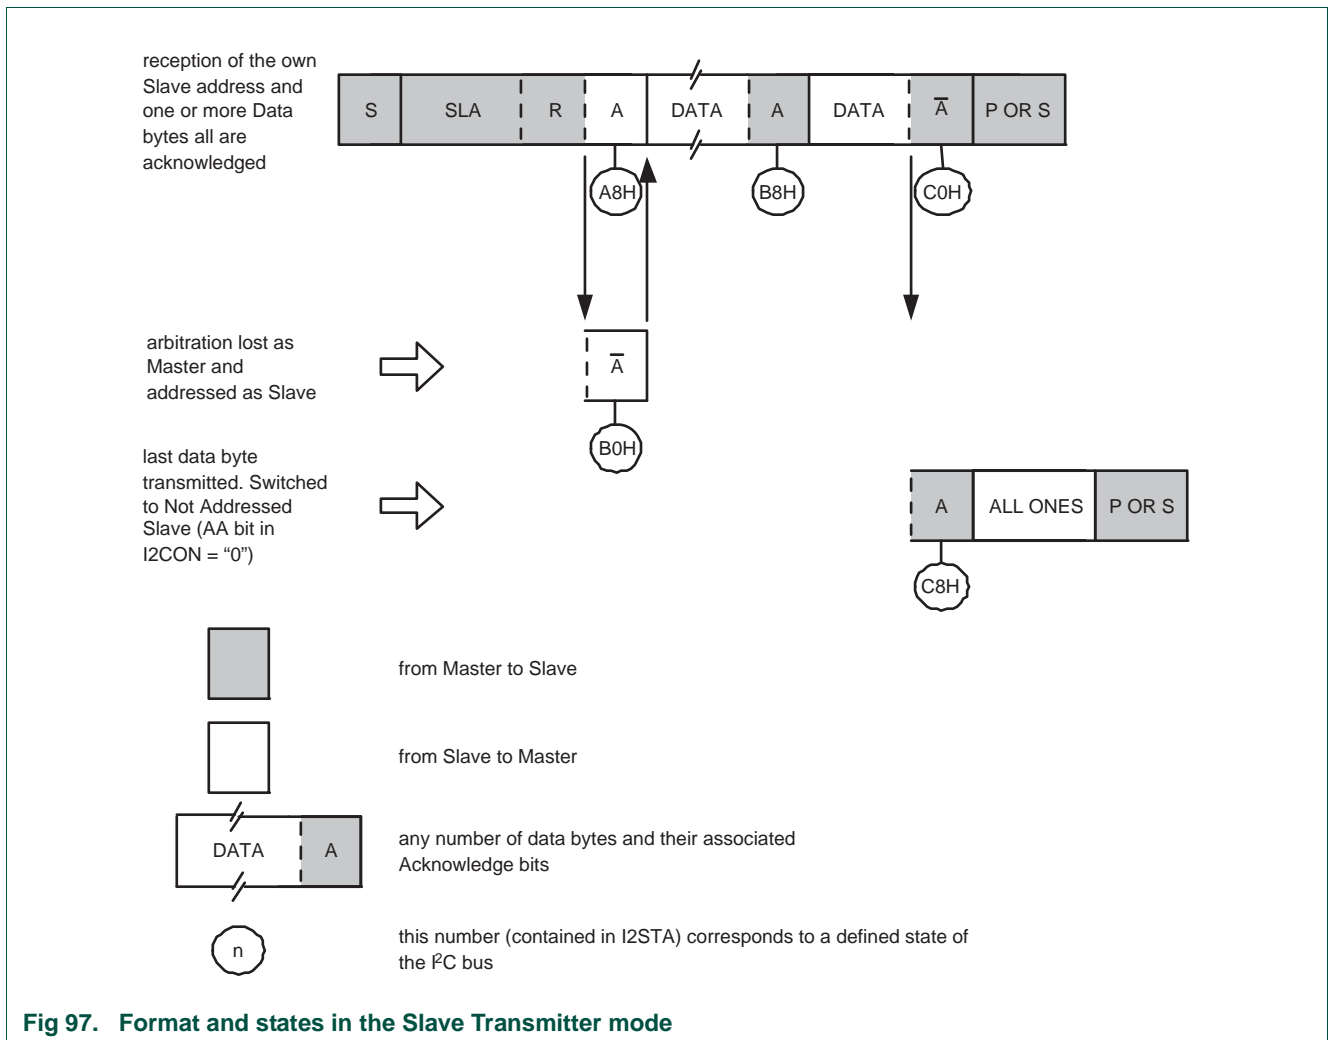 reception of the own
Slave address and
one or more Data
bytes all are
acknowledged
S SLA R A DATA A DATA A̅ P OR S
A8H B8H C0H
arbitration lost as
Master and
addressed as Slave
A̅
B0H
last data byte
transmitted. Switched
to Not Addressed
Slave (AA bit in
I2CON = “0”)
A ALL ONES P OR S
C8H
from Master to Slave
from Slave to Master
DATA A
any number of data bytes and their associated
Acknowledge bits
n
this number (contained in I2STA) corresponds to a defined state of
the I²C bus
Fig 97. Format and states in the Slave Transmitter mode